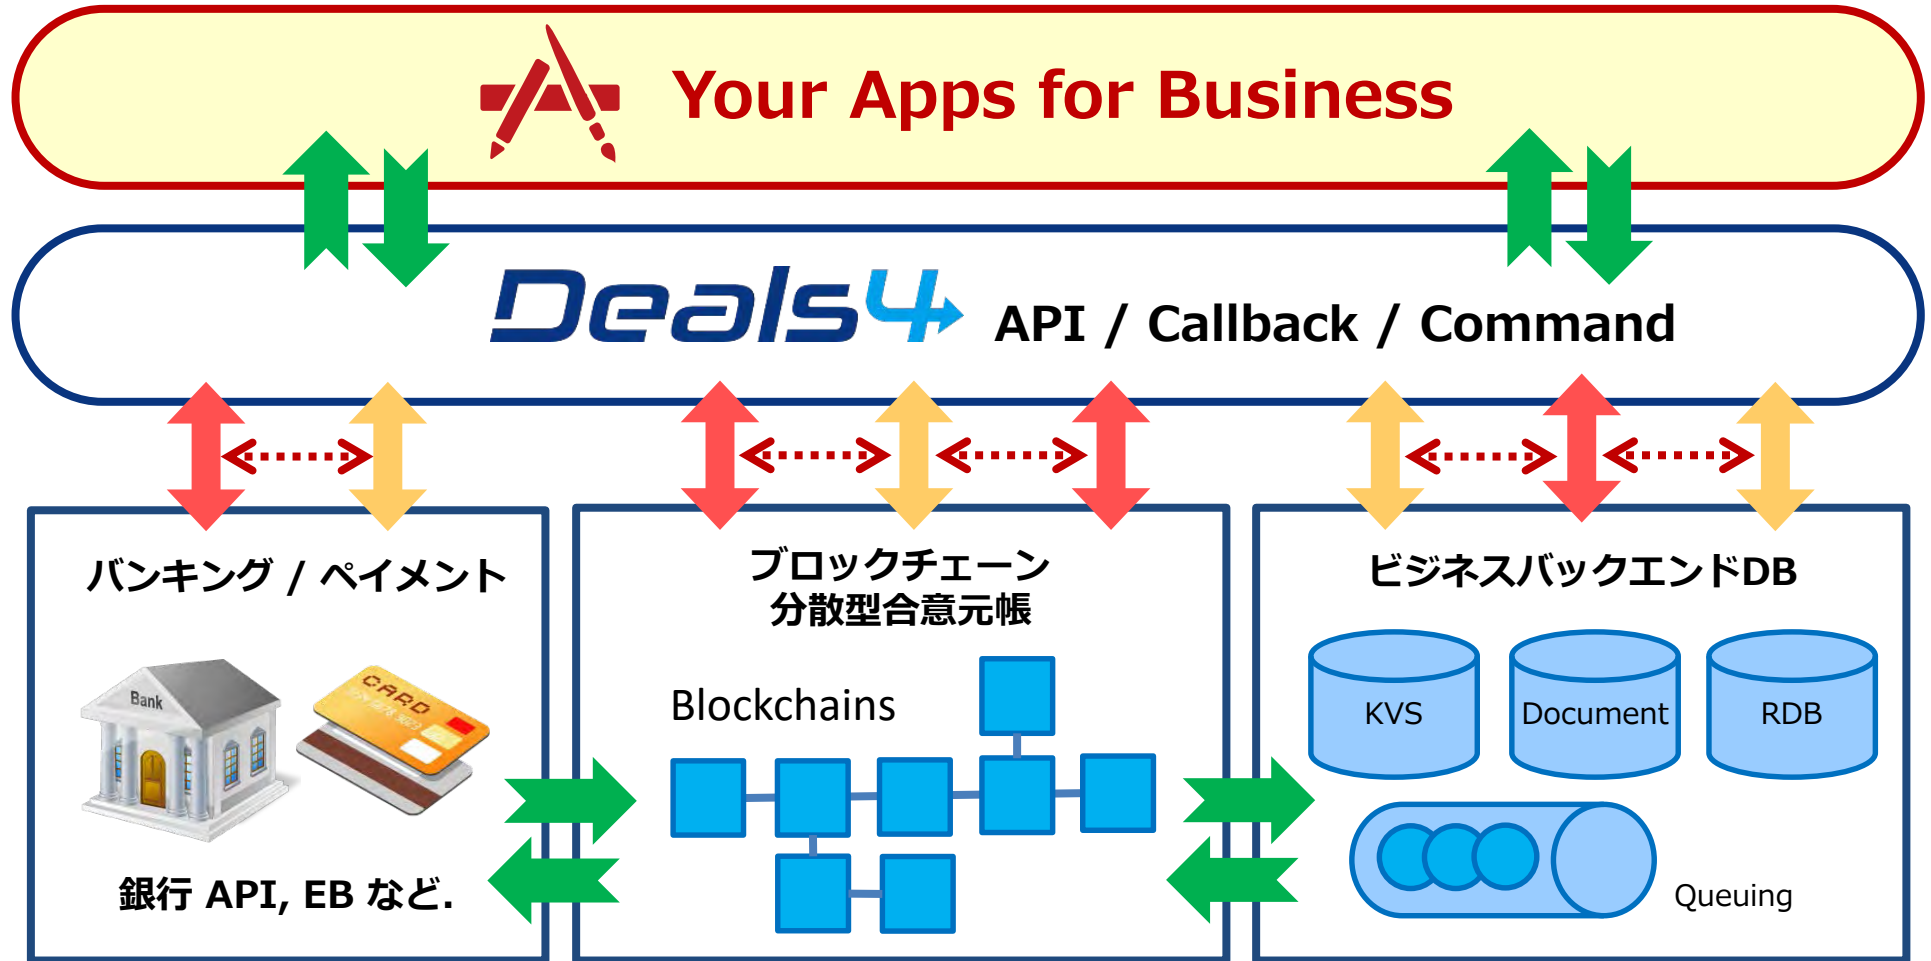 Your Apps for Business
Deals4 API / Callback / Command
バンキング / ペイメント
Bank
CARD
銀行 API, EB など.
ブロックチェーン
分散型合意元帳
Blockchains
ビジネスバックエンドDB
KVS
Document
RDB
Queuing